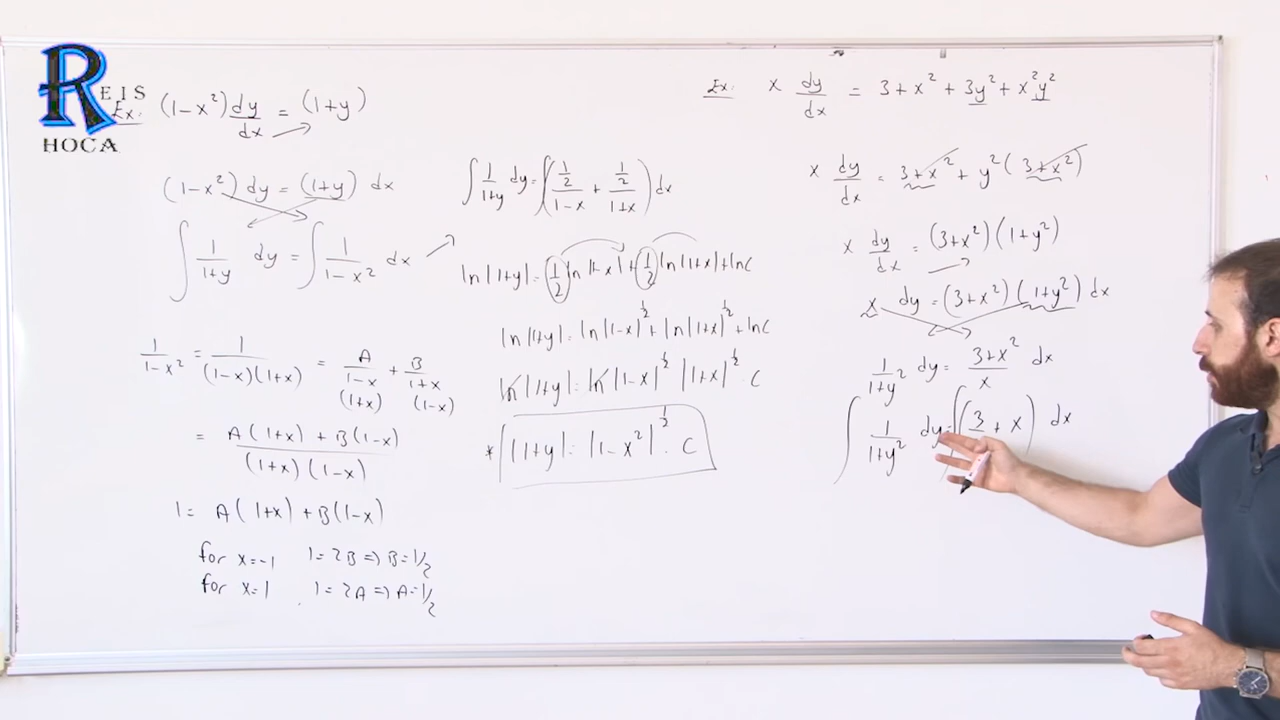 REIS
HOCA
Ex: (1-x²) dy/dx = (1+y)
(1-x²) dy = (1+y) dx
∫ 1/(1+y) dy = ∫ 1/(1-x²) dx
1/(1-x²) = 1/((1-x)(1+x)) = A/(1-x) + B/(1+x)
(1+x) (1-x)
= (A(1+x) + B(1-x))/((1+x)(1-x))
1 = A(1+x) + B(1-x)
for x=-1 1=2B => B=1/2
for x=1 1=2A => A=1/2
∫ 1/(1+y) dy = ∫((1/2)/(1-x) + (1/2)/(1+x)) dx
ln|1+y| = 1/2 ln|1-x| + 1/2 ln|1+x| + lnC
ln|1+y| = ln|1-x|^1/2 + ln|1+x|^1/2 + lnC
ln|1+y| = ln|1-x|^1/2 |1+x|^1/2 . C
* |1+y| = |1-x²|^1/2 . C
Ex: x dy/dx = 3+x²+3y²+x²y²
x dy/dx = 3+x² + y²(3+x²)
x dy/dx = (3+x²)(1+y²)
x dy = (3+x²)(1+y²) dx
1/(1+y²) dy = (3+x²)/x dx
∫ 1/(1+y²) dy = ∫(3 + x) dx